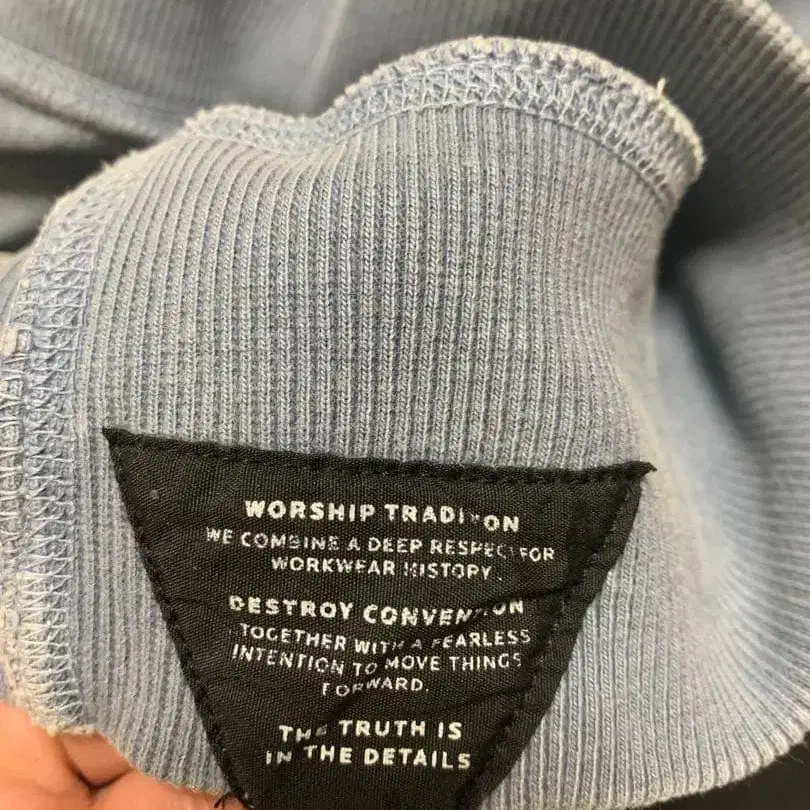 WORSHIP TRADITION
WE COMBINE A DEEP RESPECT FOR
WORKWEAR HISTORY.
DESTROY CONVENTION
TOGETHER WITH A FEARLESS
INTENTION TO MOVE THINGS
FORWARD.
THE TRUTH IS
IN THE DETAILS